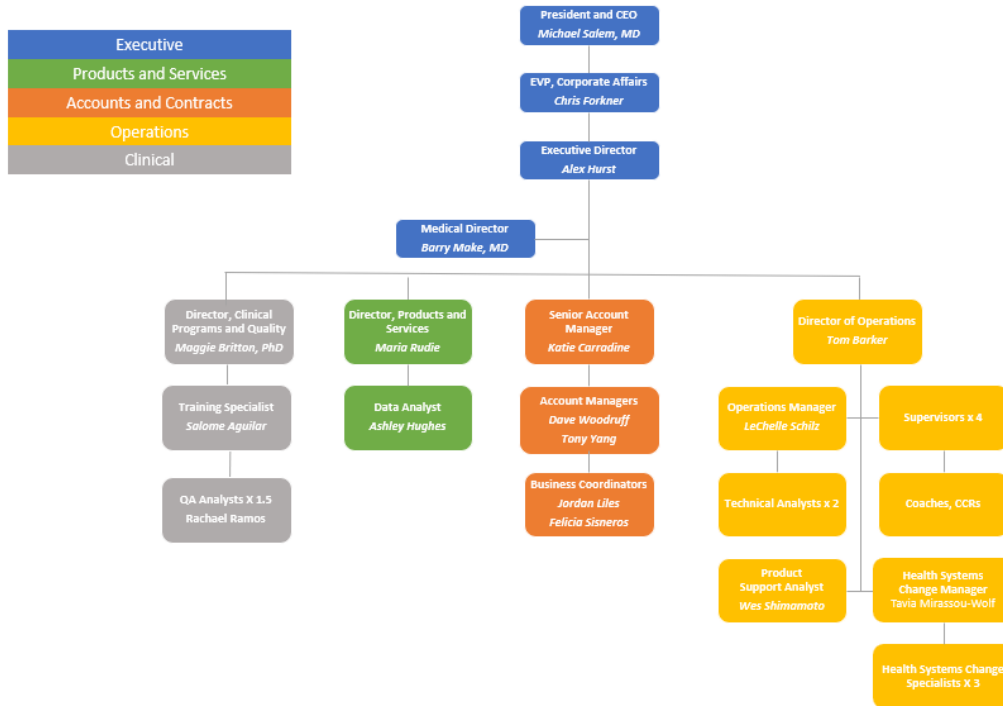 President and CEO
Michael Salem, MD
Executive
Products and Services
Accounts and Contracts
Operations
Clinical
EVP, Corporate Affairs
Chris Forkner
Executive Director
Alex Hurst
Medical Director
Barry Make, MD
Director, Clinical
Programs and Quality
Maggie Britton, PhD
Director, Products and
Services
Maria Rudie
Senior Account
Manager
Katie Carradine
Director of Operations
Tom Barker
Training Specialist
Salome Aguilar
Data Analyst
Ashley Hughes
Account Managers
Dave Woodruff
Tony Yang
Operations Manager
LeChelle Schilz
Supervisors x 4
QA Analysts X 1.5
Rachael Ramos
Business Coordinators
Jordan Liles
Felicia Sisneros
Technical Analysts x 2
Coaches, CCRs
Product
Support Analyst
Wes Shimamoto
Health Systems
Change Manager
Tavia Mirassou-Wolf
Health Systems Change
Specialists X 3